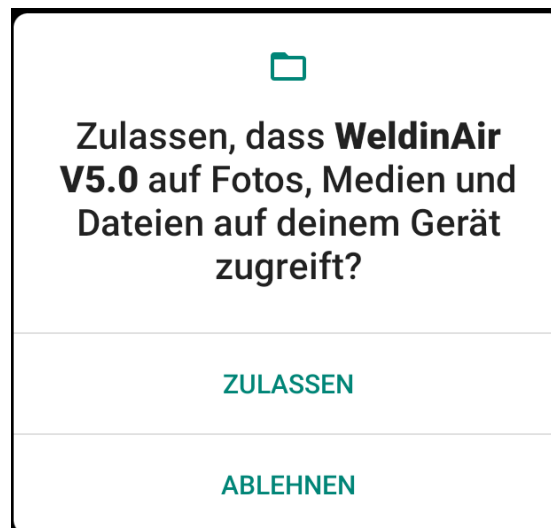 Zulassen, dass WeldinAir
V5.0 auf Fotos, Medien und
Dateien auf deinem Gerät
zugreift?
ZULASSEN
ABLEHNEN